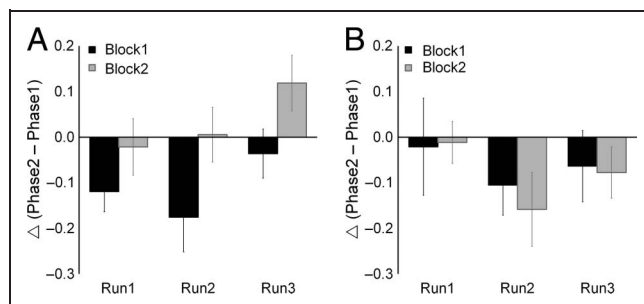 A
Block1
Block2
△ (Phase2 – Phase1)
0.2
0.1
0.0
–0.1
–0.2
–0.3
Run1 Run2 Run3
B
Block1
Block2
△ (Phase2 – Phase1)
0.2
0.1
0.0
–0.1
–0.2
–0.3
Run1 Run2 Run3